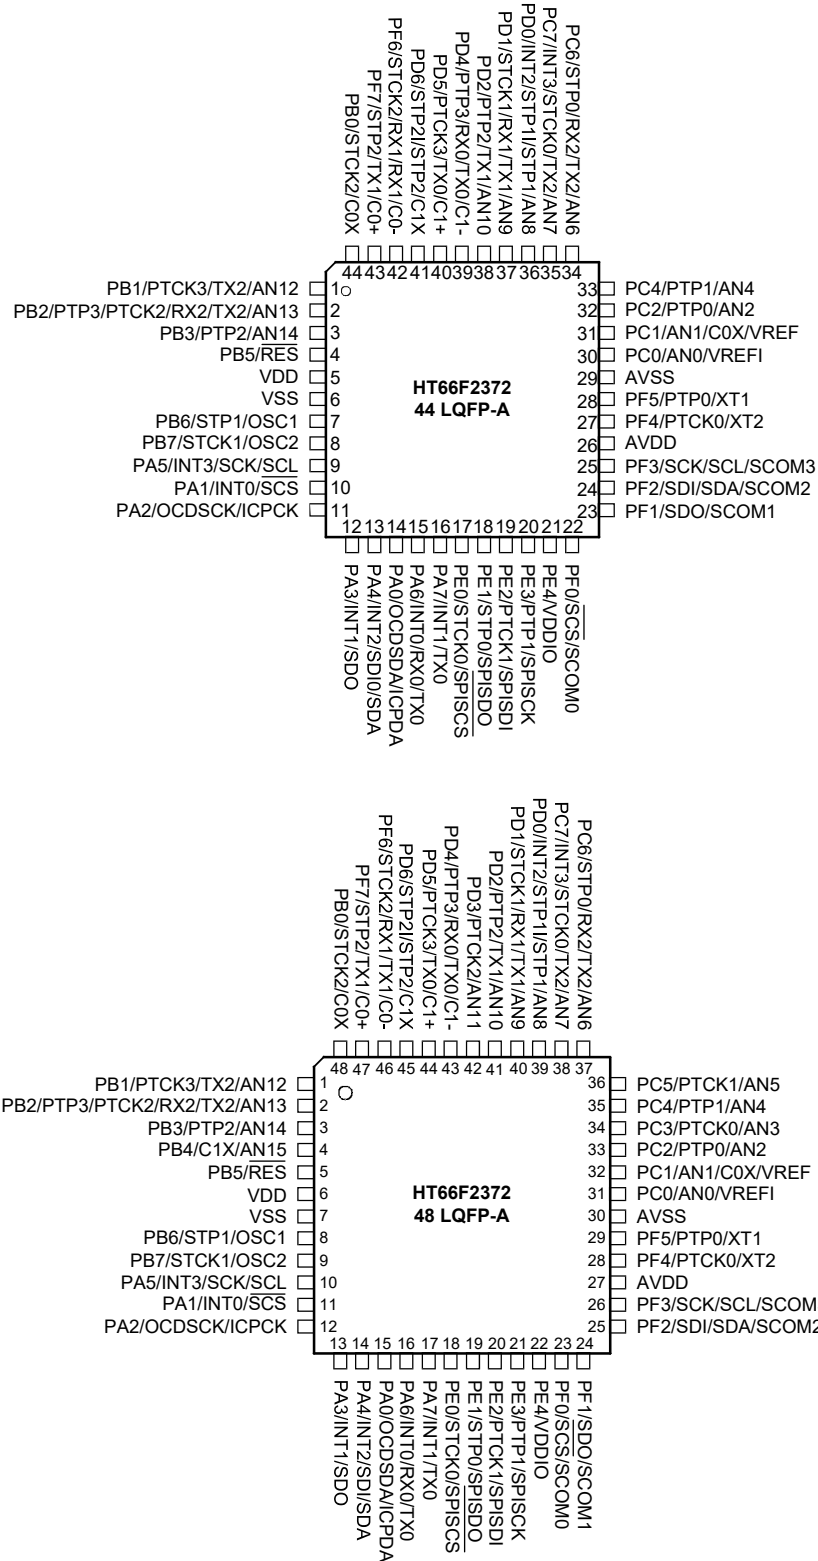 PB0/STCK2/C0X
PF7/STP2/TX1/C0+
PF6/STCK2/RX1/RX1/C0-
PD6/STP2I/STP2/C1X
PD5/PTCK3/TX0/C1+
PD4/PTP3/RX0/TX0/C1-
PD2/PTP2/TX1/AN10
PD1/STCK1/RX1/TX1/AN9
PD0/INT2/STP1I/STP1/AN8
PC7/INT3/STCK0/TX2/AN7
PC6/STP0/RX2/TX2/AN6
44 43 42 41 40 39 38 37 36 35 34
PB1/PTCK3/TX2/AN12 1 33 PC4/PTP1/AN4
PB2/PTP3/PTCK2/RX2/TX2/AN13 2 32 PC2/PTP0/AN2
PB3/PTP2/AN14 3 31 PC1/AN1/C0X/VREF
PB5/RES 4 30 PC0/AN0/VREFI
VDD 5 29 AVSS
VSS 6 28 PF5/PTP0/XT1
PB6/STP1/OSC1 7 27 PF4/PTCK0/XT2
PB7/STCK1/OSC2 8 26 AVDD
PA5/INT3/SCK/SCL 9 25 PF3/SCK/SCL/SCOM3
PA1/INT0/SCS 10 24 PF2/SDI/SDA/SCOM2
PA2/OCDSCK/ICPCK 11 23 PF1/SDO/SCOM1
HT66F2372
44 LQFP-A
12 13 14 15 16 17 18 19 20 21 22
PA3/INT1/SDO
PA4/INT2/SDI0/SDA
PA0/OCDSDA/ICPDA
PA6/INT0/RX0/TX0
PA7/INT1/TX0
PE0/STCK0/SPISCS
PE1/STP0/SPISDO
PE2/PTCK1/SPISDI
PE3/PTP1/SPISCK
PE4/VDDIO
PF0/SCS/SCOM0
PB0/STCK2/C0X
PF7/STP2/TX1/C0+
PF6/STCK2/RX1/TX1/C0-
PD6/STP2I/STP2/C1X
PD5/PTCK3/TX0/C1+
PD4/PTP3/RX0/TX0/C1-
PD3/PTCK2/AN11
PD2/PTP2/TX1/AN10
PD1/STCK1/RX1/TX1/AN9
PD0/INT2/STP1I/STP1/AN8
PC7/INT3/STCK0/TX2/AN7
PC6/STP0/RX2/TX2/AN6
48 47 46 45 44 43 42 41 40 39 38 37
PB1/PTCK3/TX2/AN12 1 36 PC5/PTCK1/AN5
PB2/PTP3/PTCK2/RX2/TX2/AN13 2 35 PC4/PTP1/AN4
PB3/PTP2/AN14 3 34 PC3/PTCK0/AN3
PB4/C1X/AN15 4 33 PC2/PTP0/AN2
PB5/RES 5 32 PC1/AN1/C0X/VREF
VDD 6 31 PC0/AN0/VREFI
VSS 7 30 AVSS
PB6/STP1/OSC1 8 29 PF5/PTP0/XT1
PB7/STCK1/OSC2 9 28 PF4/PTCK0/XT2
PA5/INT3/SCK/SCL 10 27 AVDD
PA1/INT0/SCS 11 26 PF3/SCK/SCL/SCOM
PA2/OCDSCK/ICPCK 12 25 PF2/SDI/SDA/SCOM2
HT66F2372
48 LQFP-A
13 14 15 16 17 18 19 20 21 22 23 24
PA3/INT1/SDO
PA4/INT2/SDI/SDA
PA0/OCDSDA/ICPDA
PA6/INT0/RX0/TX0
PA7/INT1/TX0
PE0/STCK0/SPISCS
PE1/STP0/SPISDO
PE2/PTCK1/SPISDI
PE3/PTP1/SPISCK
PE4/VDDIO
PF0/SCS/SCOM0
PF1/SDO/SCOM1